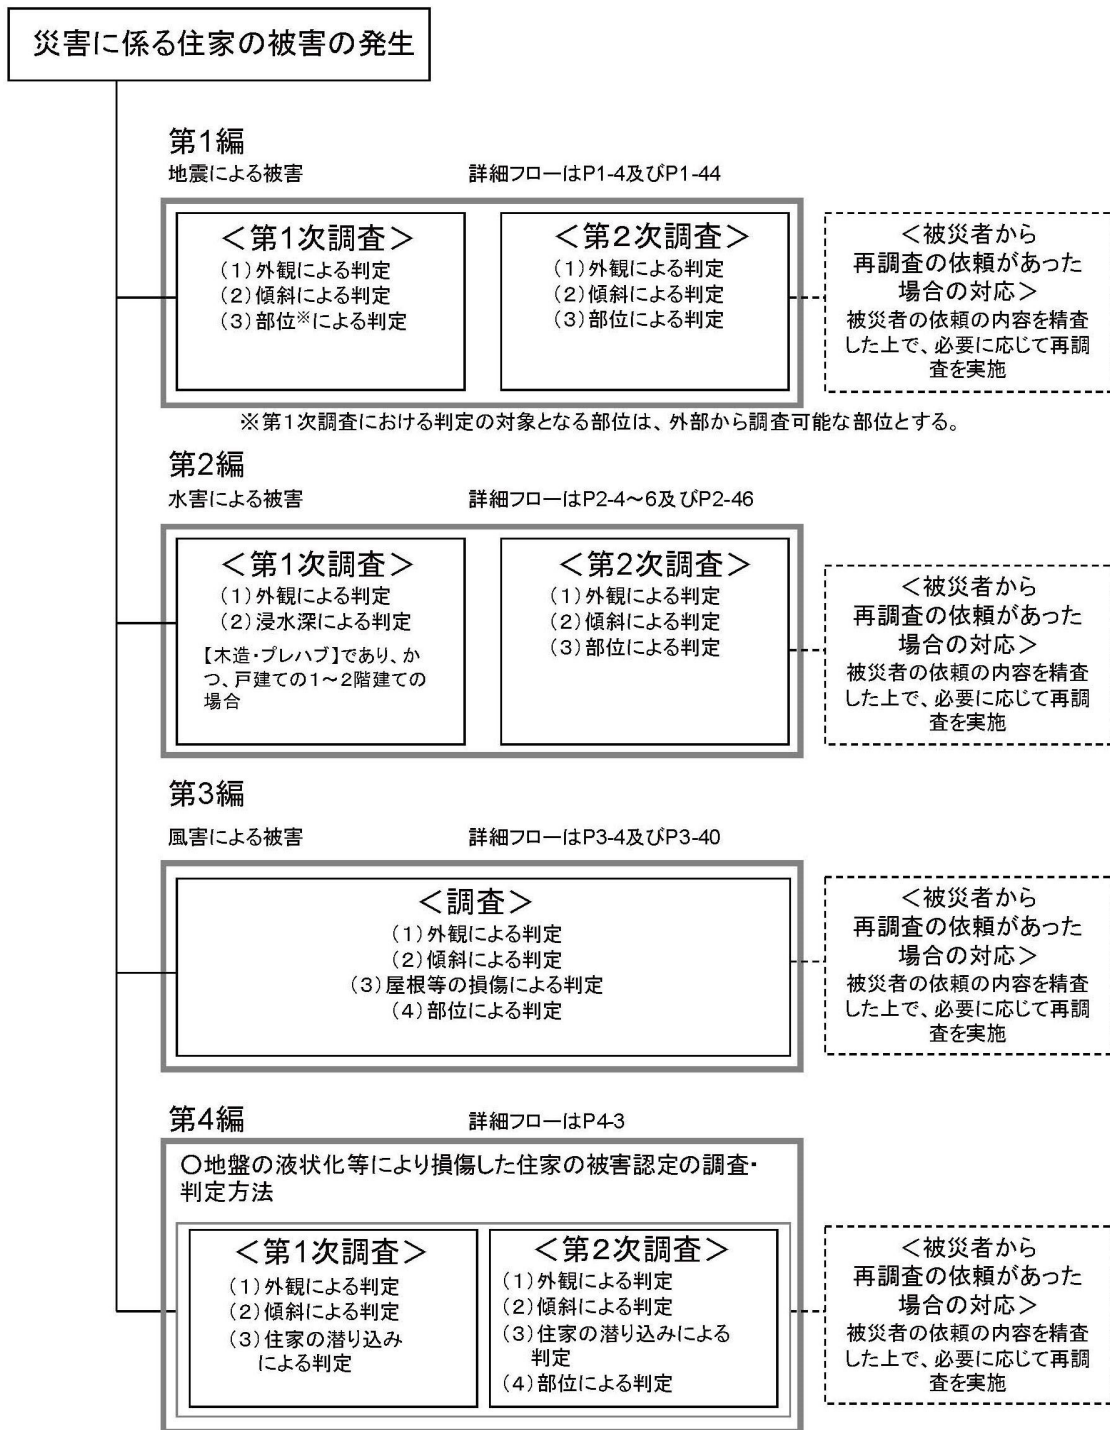 災害に係る住家の被害の発生
第1編
地震による被害 詳細フローはP1-4及びP1-44
＜第1次調査＞
（1）外観による判定
（2）傾斜による判定
（3）部位※による判定
＜第2次調査＞
（1）外観による判定
（2）傾斜による判定
（3）部位による判定
＜被災者から
再調査の依頼があった
場合の対応＞
被災者の依頼の内容を精査
した上で、必要に応じて再調
査を実施
※第1次調査における判定の対象となる部位は、外部から調査可能な部位とする。
第2編
水害による被害 詳細フローはP2-4～6及びP2-46
＜第1次調査＞
（1）外観による判定
（2）浸水深による判定
【木造・プレハブ】であり、か
つ、戸建ての1～2階建ての
場合
＜第2次調査＞
（1）外観による判定
（2）傾斜による判定
（3）部位による判定
＜被災者から
再調査の依頼があった
場合の対応＞
被災者の依頼の内容を精査
した上で、必要に応じて再調
査を実施
第3編
風害による被害 詳細フローはP3-4及びP3-40
＜調査＞
（1）外観による判定
（2）傾斜による判定
（3）屋根等の損傷による判定
（4）部位による判定
＜被災者から
再調査の依頼があった
場合の対応＞
被災者の依頼の内容を精査
した上で、必要に応じて再調
査を実施
第4編 詳細フローはP4-3
○地盤の液状化等により損傷した住家の被害認定の調査・
判定方法
＜第1次調査＞
（1）外観による判定
（2）傾斜による判定
（3）住家の潜り込み
による判定
＜第2次調査＞
（1）外観による判定
（2）傾斜による判定
（3）住家の潜り込みによる
判定
（4）部位による判定
＜被災者から
再調査の依頼があった
場合の対応＞
被災者の依頼の内容を精査
した上で、必要に応じて再調
査を実施